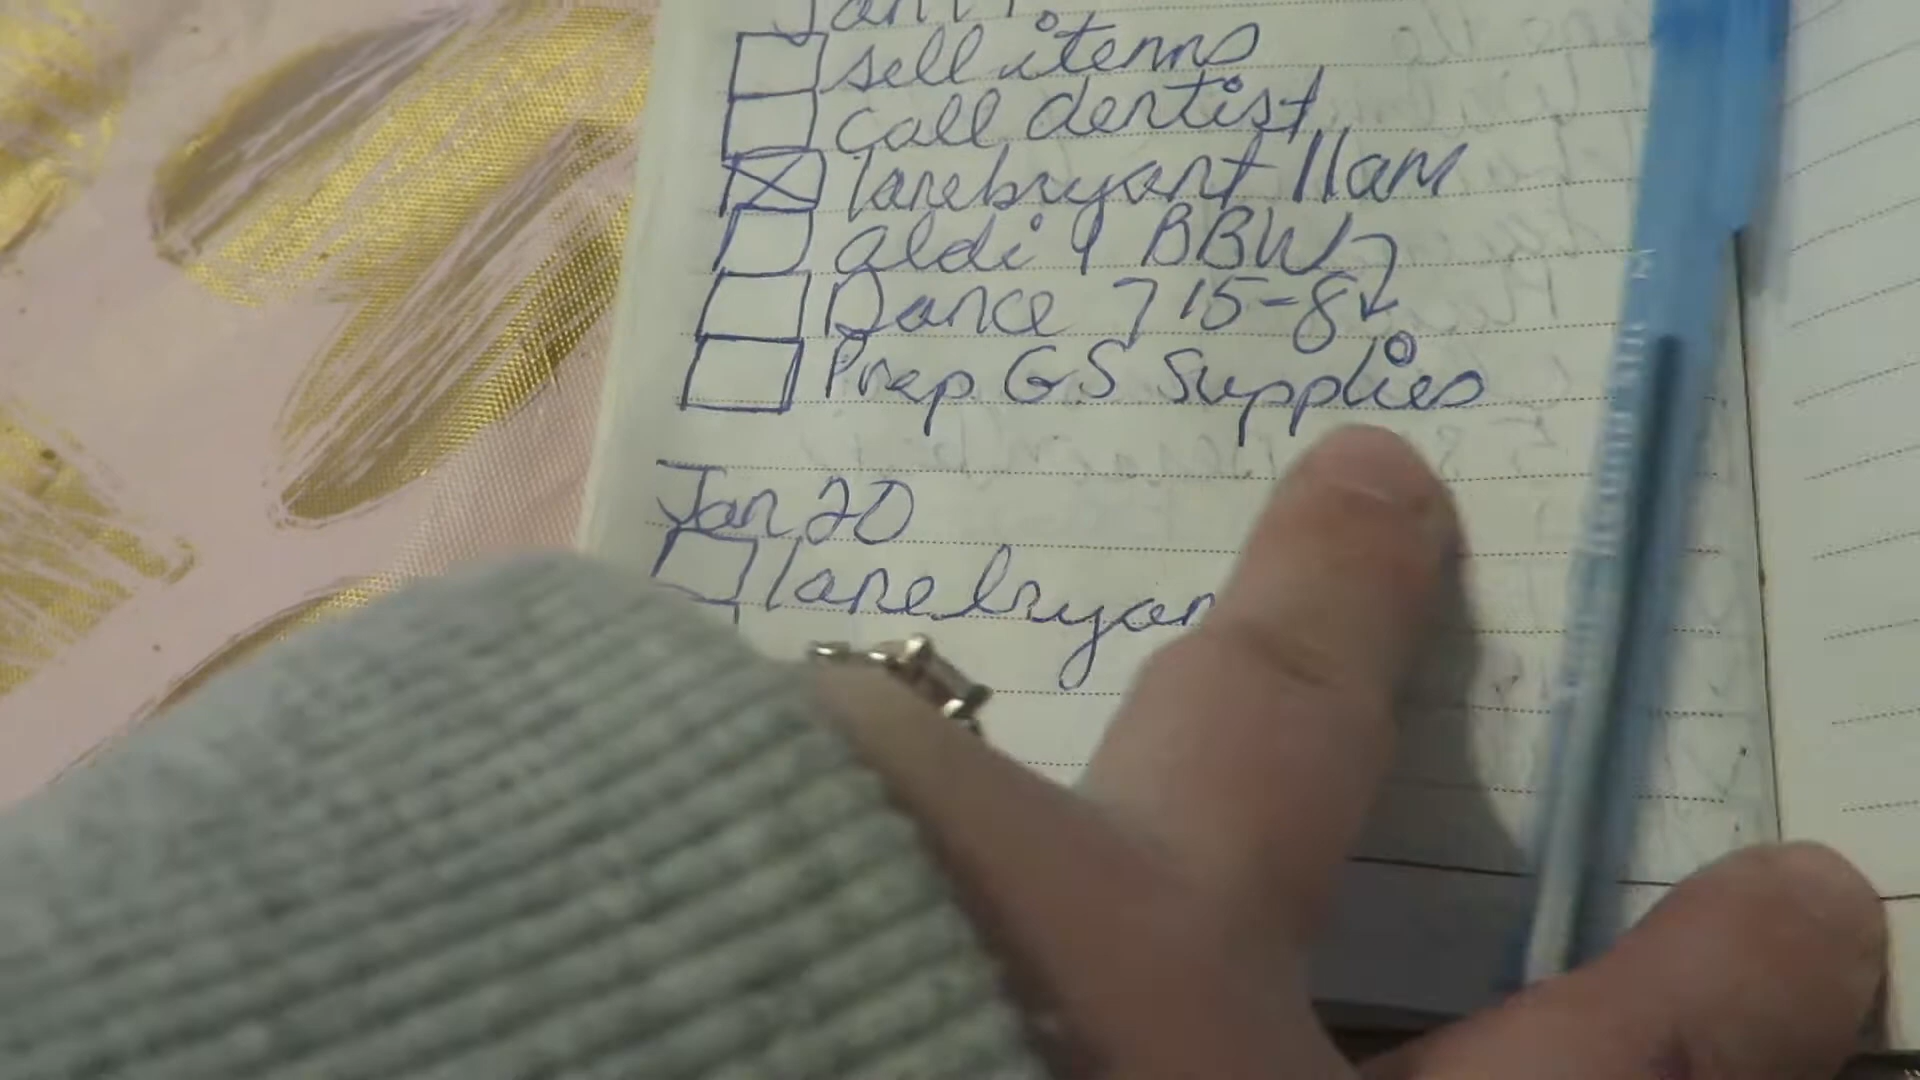 sell items
call dentist
lanebryant 11am
aldi & BBW
Dance 7 15-8
Prep GS Supplies
Jan 20
lanebryan